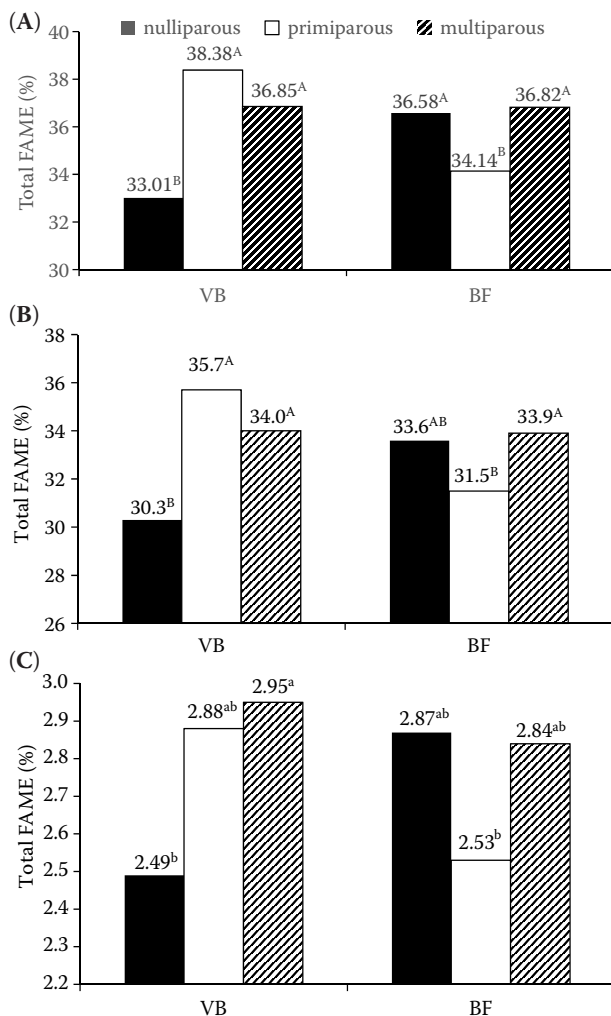 (A)
nulliparous primiparous multiparous
Total FAME (%)
40
38
36
34
32
30
33.01ᴮ
38.38ᴬ
36.85ᴬ
36.58ᴬ
34.14ᴮ
36.82ᴬ
VB BF
(B)
Total FAME (%)
38
36
34
32
30
28
26
30.3ᴮ
35.7ᴬ
34.0ᴬ
33.6ᴬᴮ
31.5ᴮ
33.9ᴬ
VB BF
(C)
Total FAME (%)
3.0
2.9
2.8
2.7
2.6
2.5
2.4
2.3
2.2
2.49ᵇ
2.88ᵃᵇ
2.95ᵃ
2.87ᵃᵇ
2.53ᵇ
2.84ᵃᵇ
VB BF